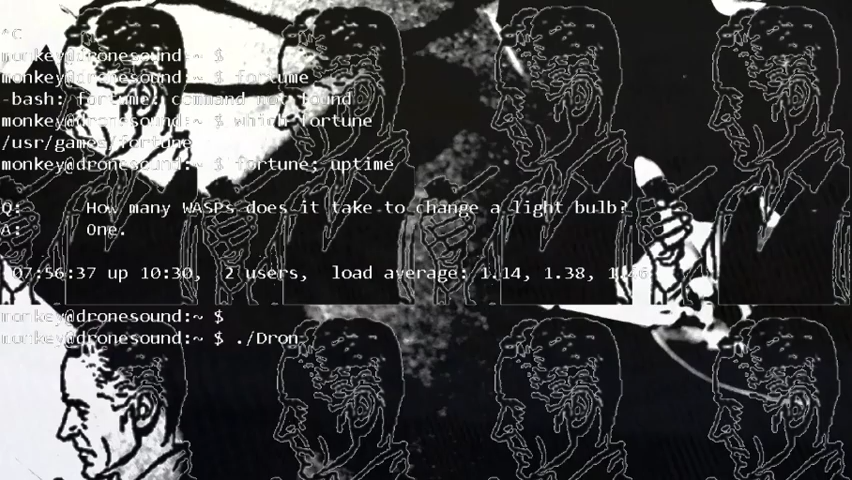 ^C
monkey@dronesound:~ $
monkey@dronesound:~ $ fortume
-bash: fortume: command not found
monkey@dronesound:~ $ which fortune
/usr/games/fortune
monkey@dronesound:~ $ fortune; uptime
Q: How many WASPs does it take to change a light bulb?
A: One.
07:56:37 up 10:30, 2 users, load average: 1.14, 1.38, 1.46
monkey@dronesound:~ $
monkey@dronesound:~ $ ./Dron